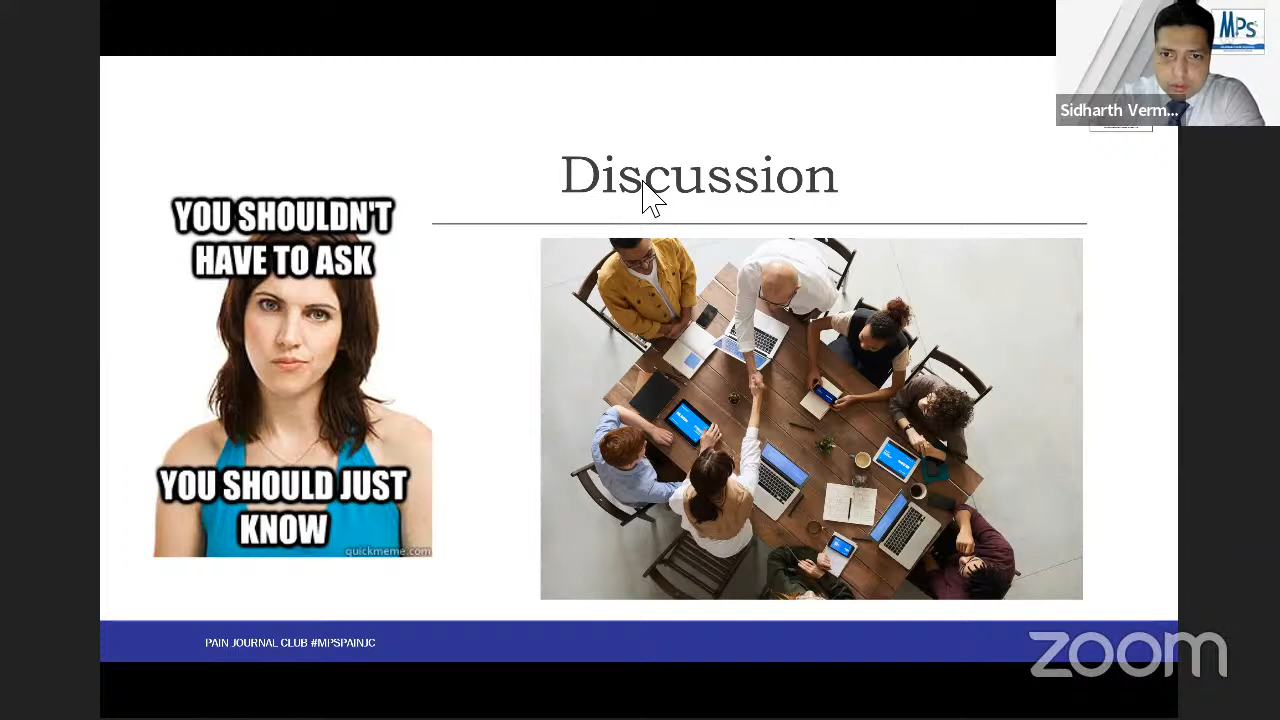 MPS
Sidharth Verm...
Discussion
YOU SHOULDN'T
HAVE TO ASK
YOU SHOULD JUST
KNOW
quickmeme.com
PAIN JOURNAL CLUB #MPSPAINJC
zoom